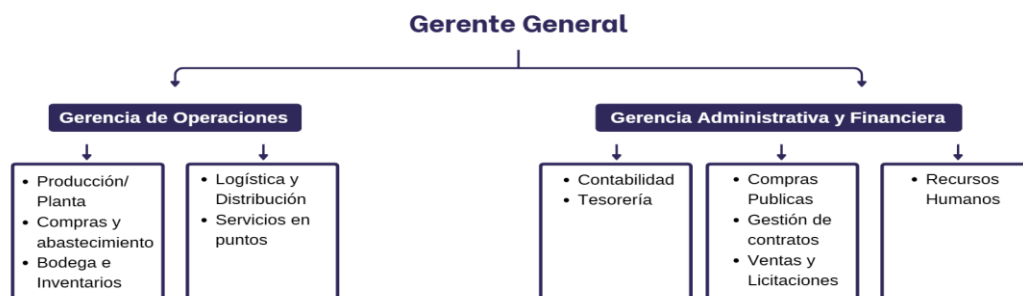 Gerente General
Gerencia de Operaciones
Gerencia Administrativa y Financiera
Producción/
Planta
Compras y
abastecimiento
Bodega e
Inventarios
Logística y
Distribución
Servicios en
puntos
Contabilidad
Tesorería
Compras
Publicas
Gestión de
contratos
Ventas y
Licitaciones
Recursos
Humanos